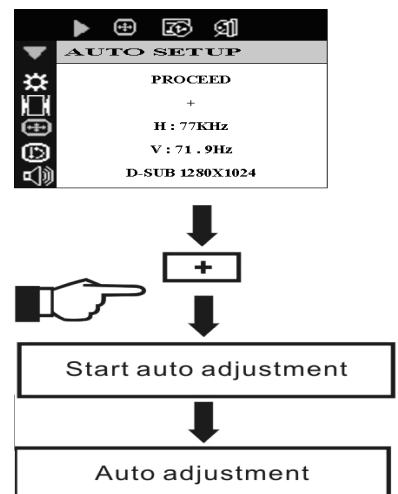 AUTO SETUP
PROCEED
+
H : 77KHz
V : 71 . 9Hz
D-SUB 1280X1024
+
Start auto adjustment
Auto adjustment